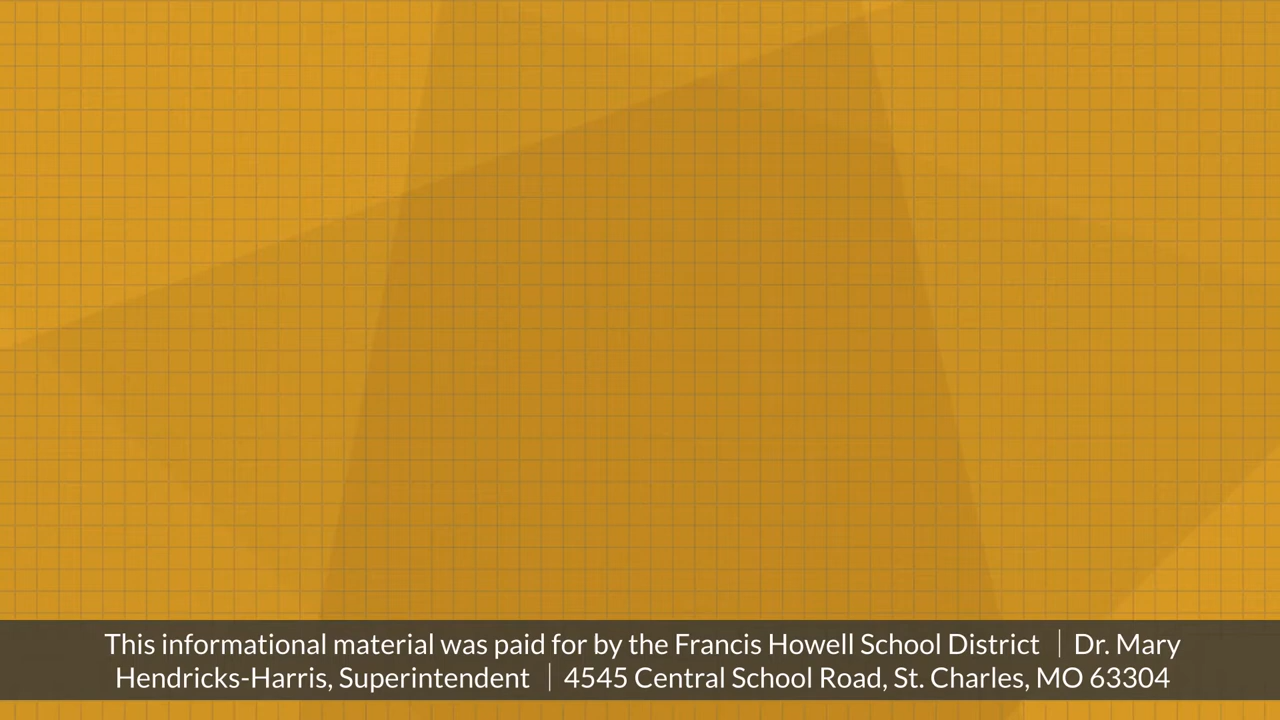 This informational material was paid for by the Francis Howell School District | Dr. Mary
Hendricks-Harris, Superintendent | 4545 Central School Road, St. Charles, MO 63304